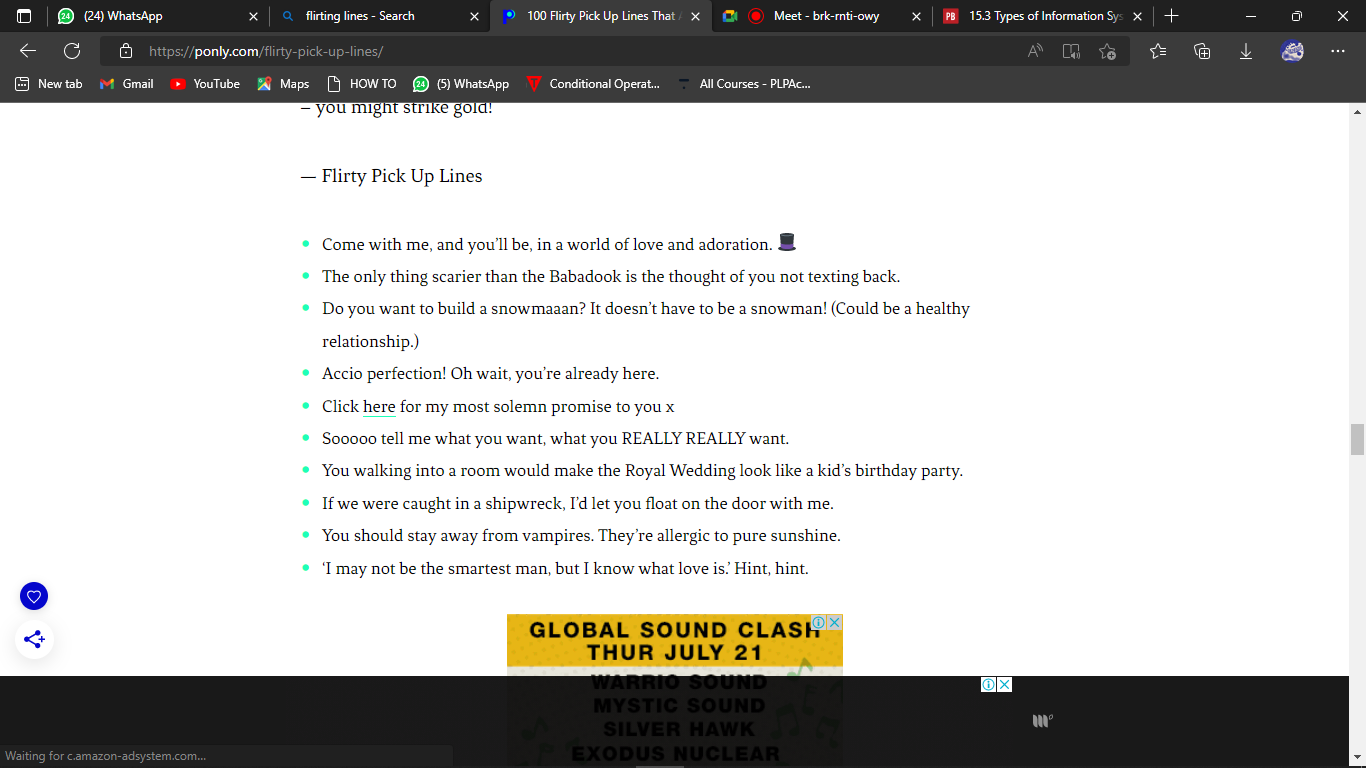 (24) WhatsApp
flirting lines - Search
100 Flirty Pick Up Lines That
Meet - brk-rnti-owy
PB
15.3 Types of Information Sys
https://ponly.com/flirty-pick-up-lines/
New tab
Gmail
YouTube
Maps
HOW TO
(5) WhatsApp
Conditional Operat...
All Courses - PLPAc...
– you might strike gold!
— Flirty Pick Up Lines
Come with me, and you’ll be, in a world of love and adoration. 🎩
The only thing scarier than the Babadook is the thought of you not texting back.
Do you want to build a snowmaaan? It doesn’t have to be a snowman! (Could be a healthy
relationship.)
Accio perfection! Oh wait, you’re already here.
Click here for my most solemn promise to you x
Sooooo tell me what you want, what you REALLY REALLY want.
You walking into a room would make the Royal Wedding look like a kid’s birthday party.
If we were caught in a shipwreck, I’d let you float on the door with me.
You should stay away from vampires. They’re allergic to pure sunshine.
‘I may not be the smartest man, but I know what love is.’ Hint, hint.
GLOBAL SOUND CLASH
THUR JULY 21
WARRIO SOUND
MYSTIC SOUND
SILVER HAWK
EXODUS NUCLEAR
Waiting for c.amazon-adsystem.com...